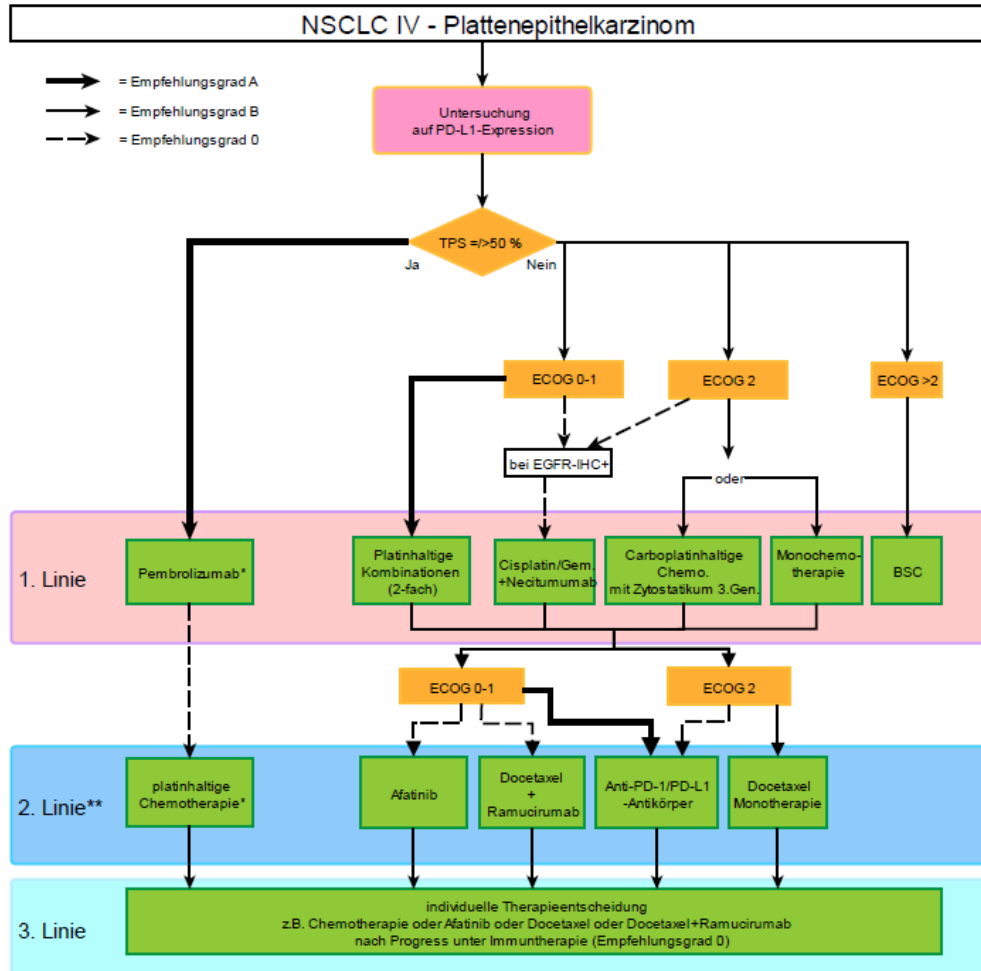 NSCLC IV - Plattenepithelkarzinom
= Empfehlungsgrad A
= Empfehlungsgrad B
= Empfehlungsgrad 0
Untersuchung
auf PD-L1-Expression
TPS =/>50 %
Ja
Nein
ECOG 0-1
ECOG 2
ECOG >2
bei EGFR-IHC+
oder
1. Linie
Pembrolizumab*
Platinhaltige
Kombinationen
(2-fach)
Cisplatin/Gem.
+Necitumumab
Carboplatinhaltige
Chemo.
mit Zytostatikum 3.Gen.
Monochemo-
therapie
BSC
ECOG 0-1
ECOG 2
2. Linie**
platinhaltige
Chemotherapie*
Afatinib
Docetaxel
+
Ramucirumab
Anti-PD-1/PD-L1
-Antikörper
Docetaxel
Monotherapie
3. Linie
individuelle Therapieentscheidung
z.B. Chemotherapie oder Afatinib oder Docetaxel oder Docetaxel+Ramucirumab
nach Progress unter Immuntherapie (Empfehlungsgrad 0)